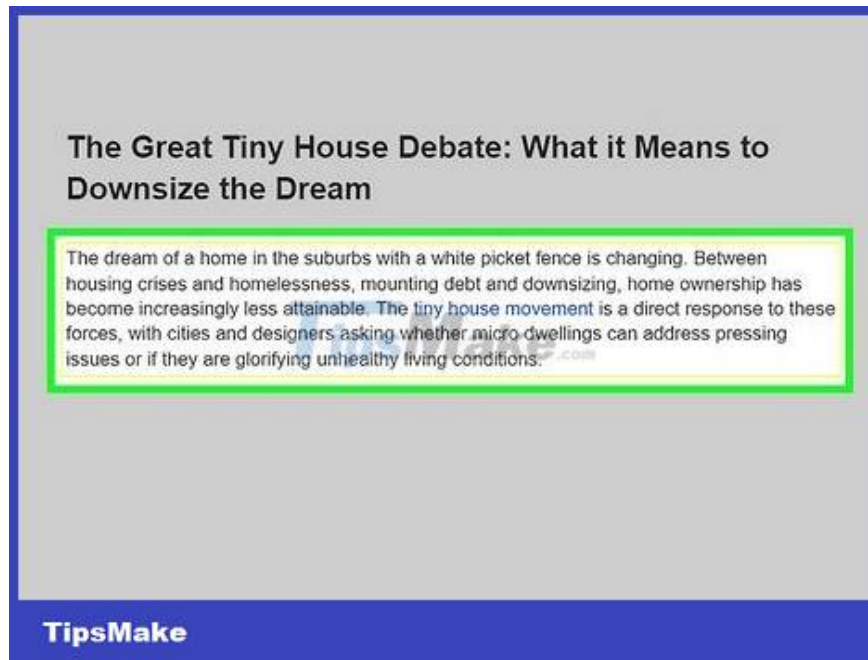 The Great Tiny House Debate: What it Means to
Downsize the Dream
The dream of a home in the suburbs with a white picket fence is changing. Between
housing crises and homelessness, mounting debt and downsizing, home ownership has
become increasingly less attainable. The tiny house movement is a direct response to these
forces, with cities and designers asking whether micro dwellings can address pressing
issues or if they are glorifying unhealthy living conditions.
TipsMake.com
TipsMake